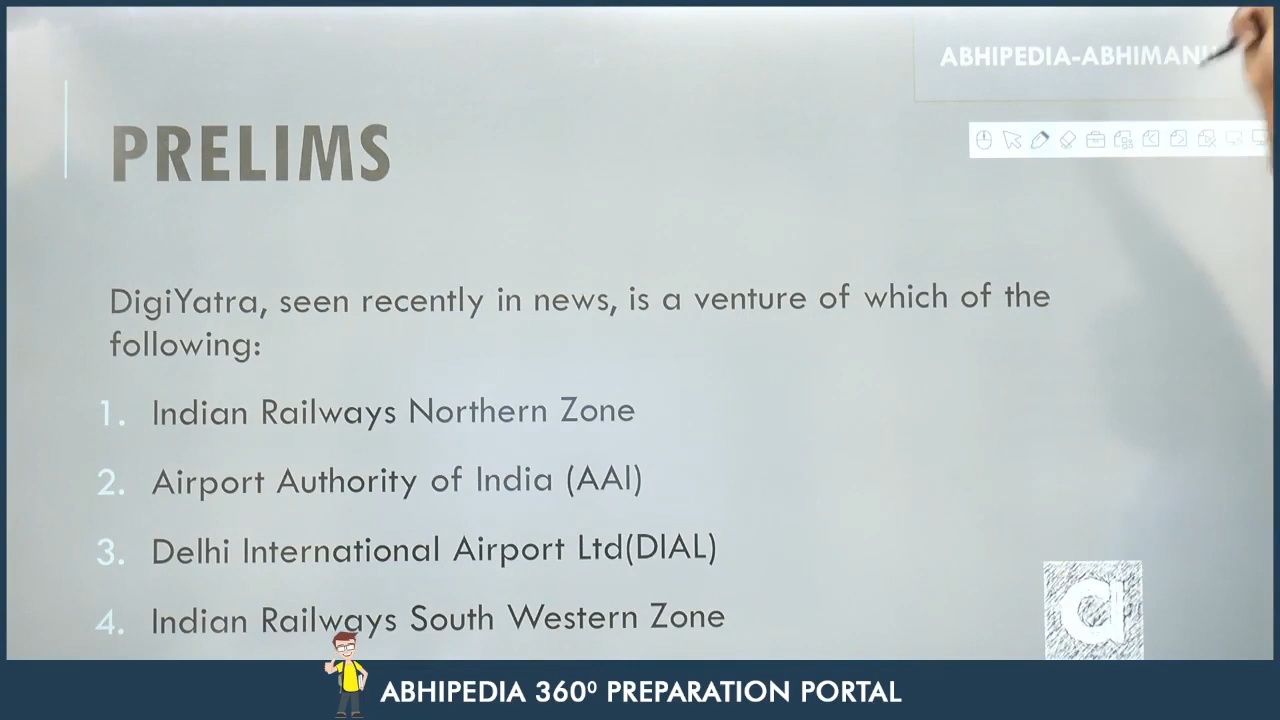 ABHIPEDIA-ABHIMANU
PRELIMS
DigiYatra, seen recently in news, is a venture of which of the
following:
1. Indian Railways Northern Zone
2. Airport Authority of India (AAI)
3. Delhi International Airport Ltd(DIAL)
4. Indian Railways South Western Zone
a
ABHIPEDIA 360⁰ PREPARATION PORTAL